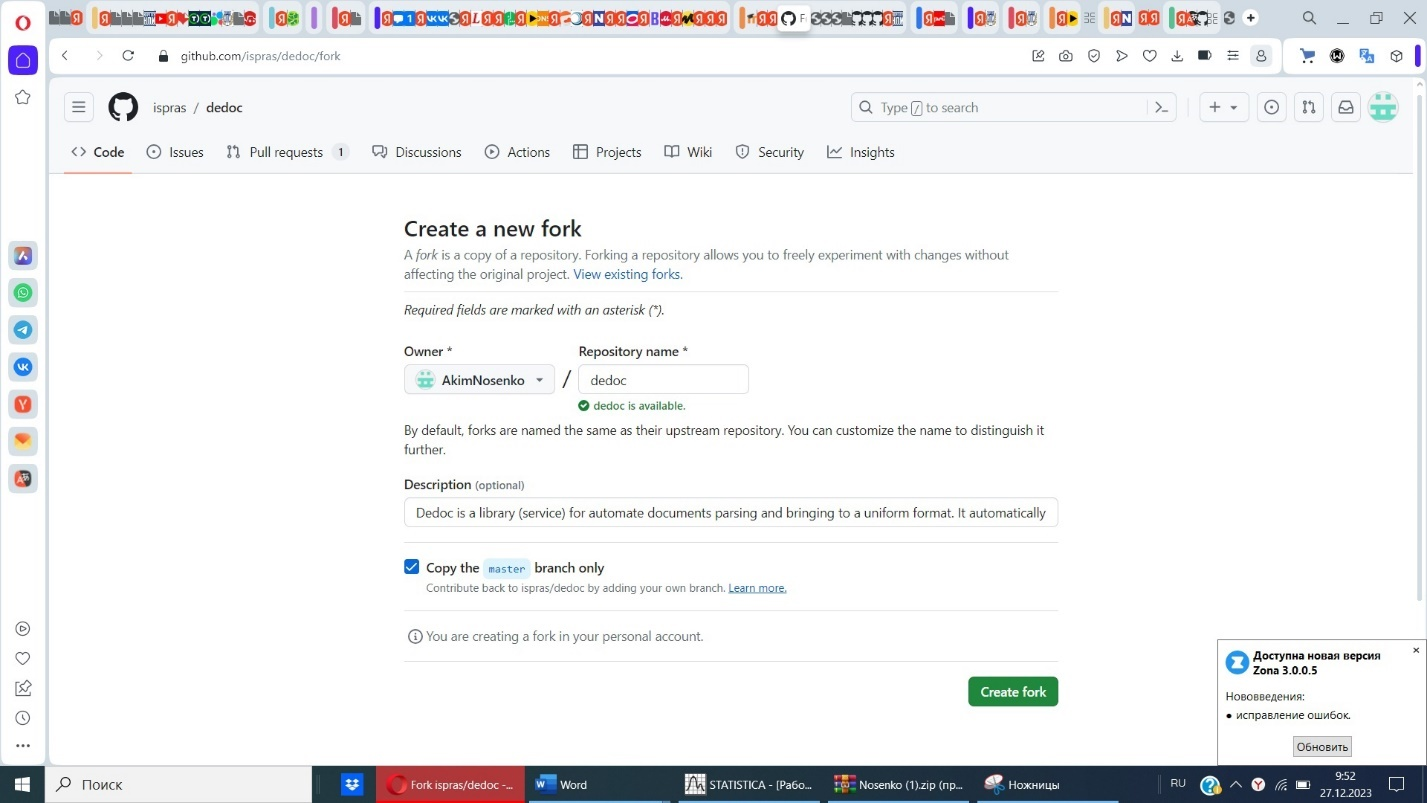 github.com/ispras/dedoc/fork
ispras / dedoc
Type / to search
Code Issues Pull requests 1 Discussions Actions Projects Wiki Security Insights
Create a new fork
A fork is a copy of a repository. Forking a repository allows you to freely experiment with changes without
affecting the original project. View existing forks.
Required fields are marked with an asterisk (*).
Owner * Repository name *
AkimNosenko / dedoc
dedoc is available.
By default, forks are named the same as their upstream repository. You can customize the name to distinguish it
further.
Description (optional)
Dedoc is a library (service) for automate documents parsing and bringing to a uniform format. It automatically
Copy the master branch only
Contribute back to ispras/dedoc by adding your own branch. Learn more.
You are creating a fork in your personal account.
Create fork
Доступна новая версия
Zona 3.0.0.5
Нововведения:
• исправление ошибок.
Обновить
Поиск
Fork ispras/dedoc -...
Word
STATISTICA - [Рабо...
Nosenko (1).zip (пр...
Ножницы
RU
9:52
27.12.2023